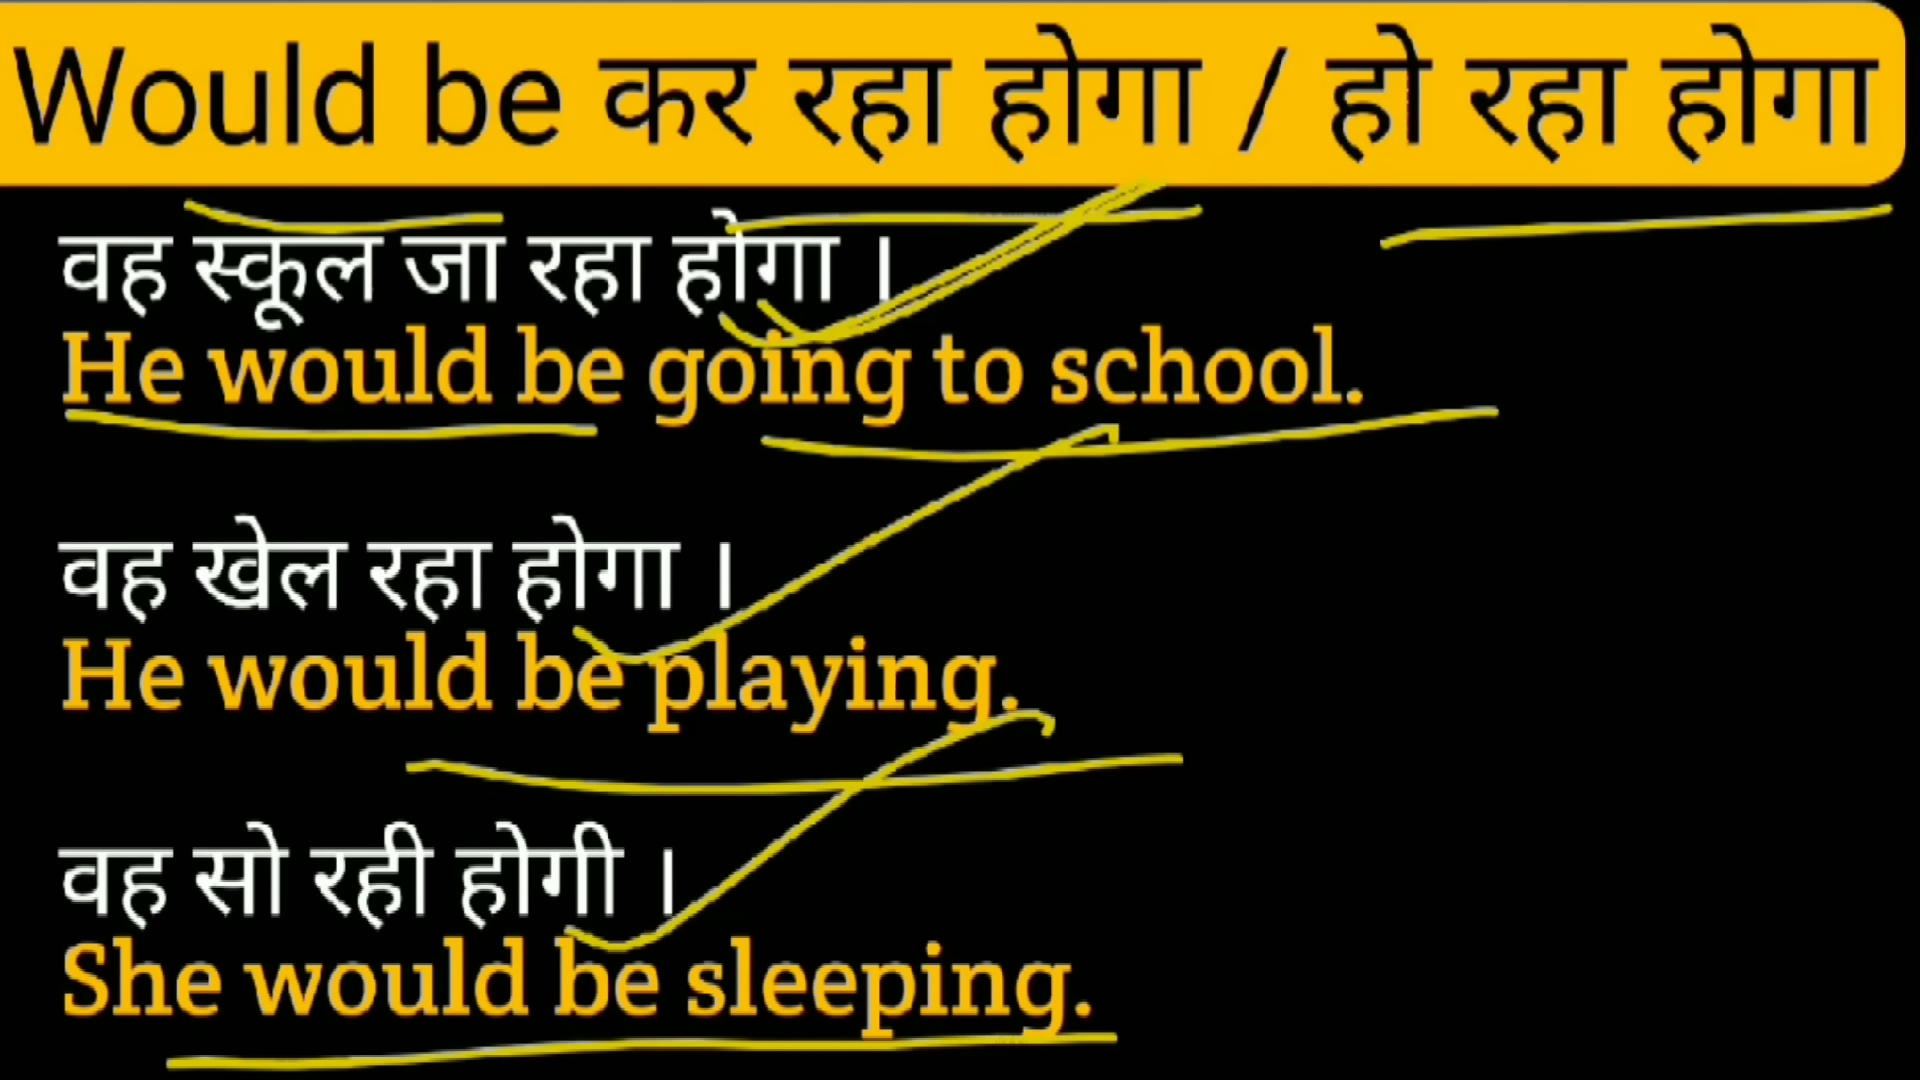 Would be कर रहा होगा / हो रहा होगा
वह स्कूल जा रहा होगा ।
He would be going to school.
वह खेल रहा होगा ।
He would be playing.
वह सो रही होगी ।
She would be sleeping.